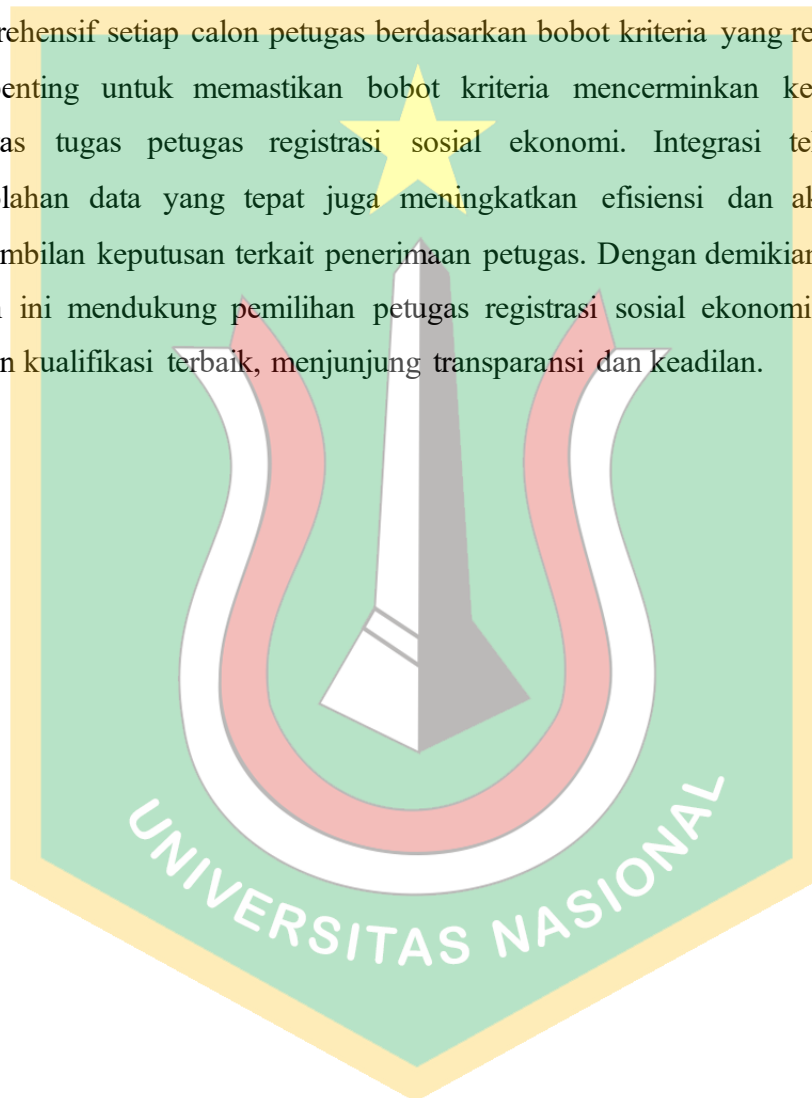 rehensif setiap calon petugas berdasarkan bobot kriteria yang re
enting untuk memastikan bobot kriteria mencerminkan ke
as tugas petugas registrasi sosial ekonomi. Integrasi te
lahan data yang tepat juga meningkatkan efisiensi dan ak
mbilan keputusan terkait penerimaan petugas. Dengan demikian
ini mendukung pemilihan petugas registrasi sosial ekonomi
n kualifikasi terbaik, menjunjung transparansi dan keadilan.
UNIVERSITAS NASIONAL